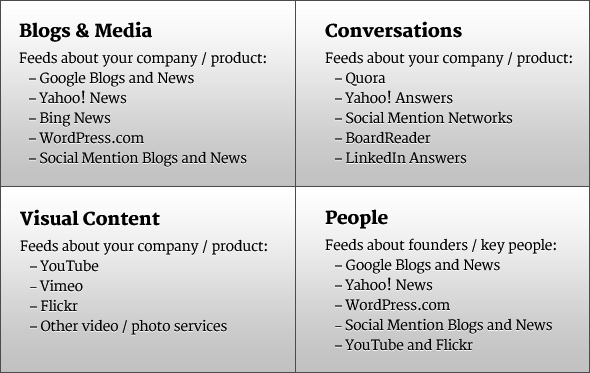 Blogs & Media
Feeds about your company / product:
– Google Blogs and News
– Yahoo! News
– Bing News
– WordPress.com
– Social Mention Blogs and News
Conversations
Feeds about your company / product:
– Quora
– Yahoo! Answers
– Social Mention Networks
– BoardReader
– LinkedIn Answers
Visual Content
Feeds about your company / product:
– YouTube
– Vimeo
– Flickr
– Other video / photo services
People
Feeds about founders / key people:
– Google Blogs and News
– Yahoo! News
– WordPress.com
– Social Mention Blogs and News
– YouTube and Flickr